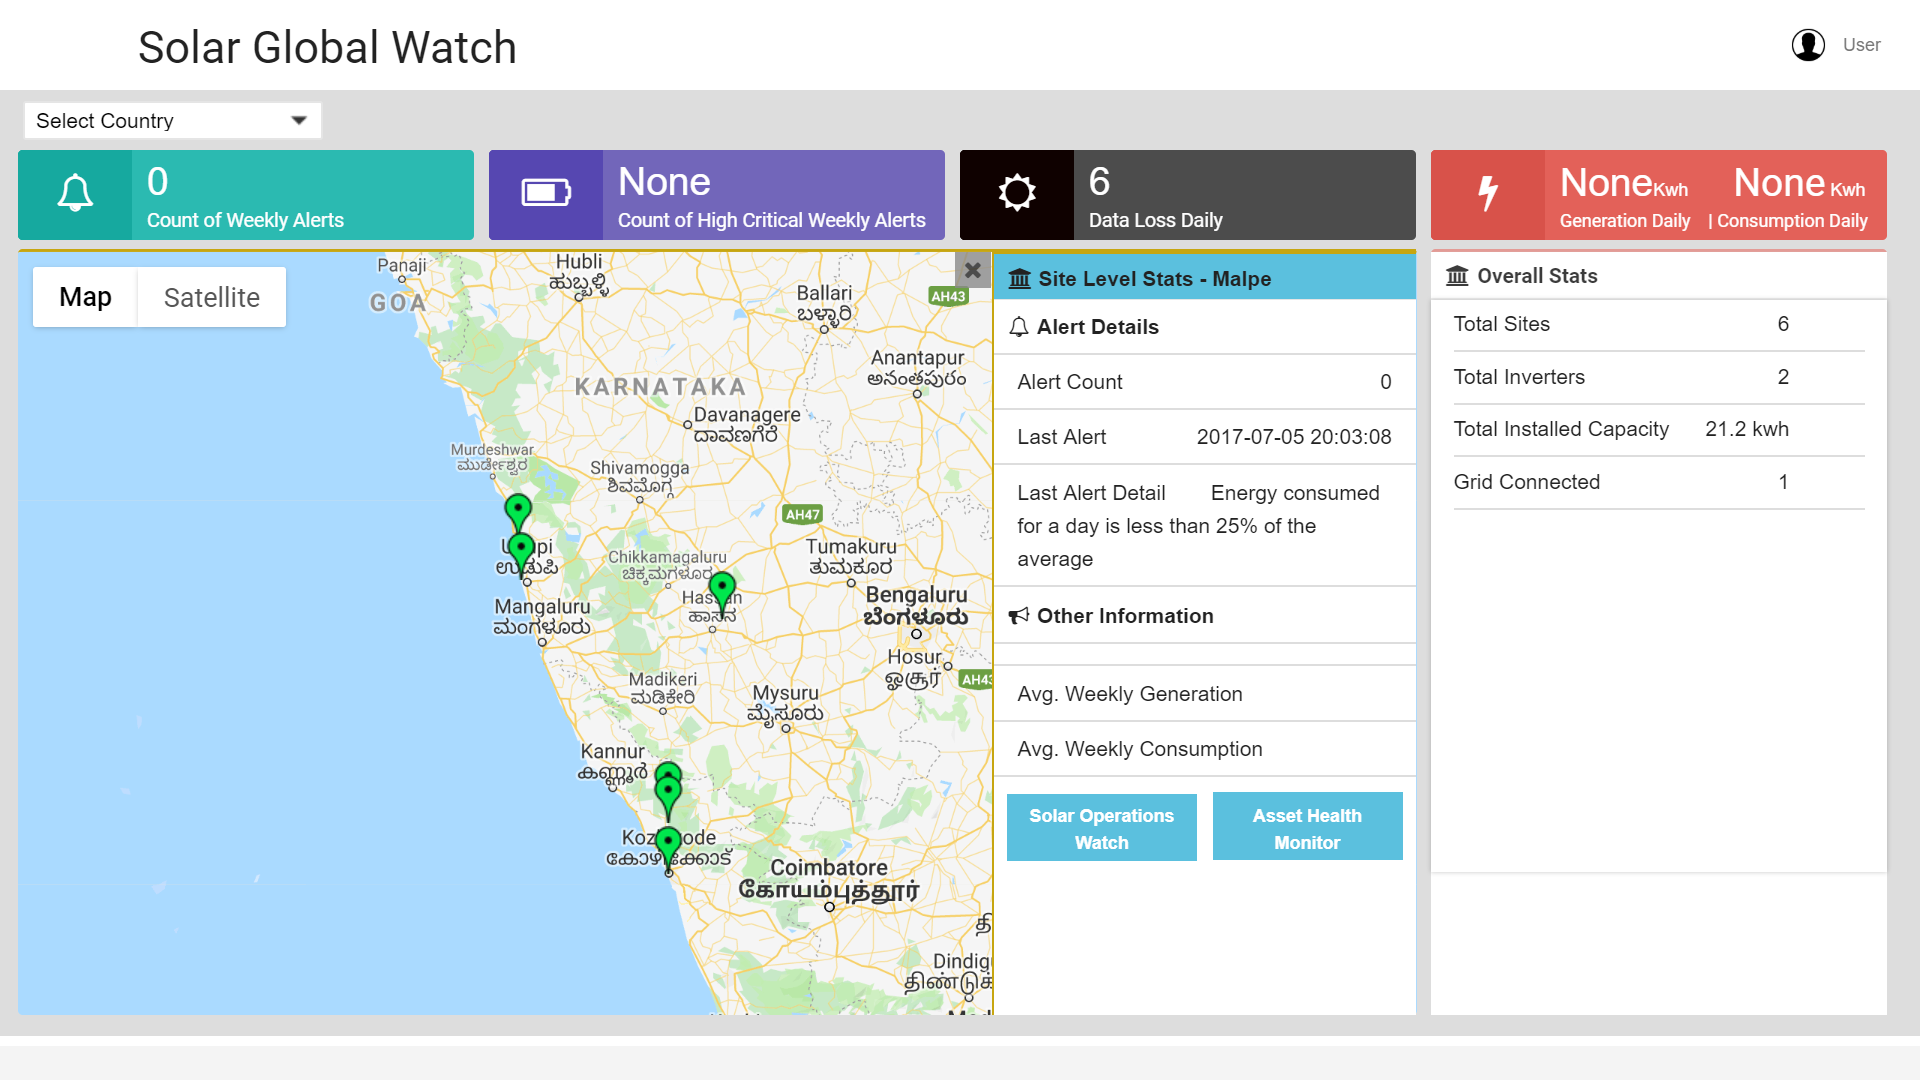 Solar Global Watch
User
Select Country
0
Count of Weekly Alerts
None
Count of High Critical Weekly Alerts
6
Data Loss Daily
NoneKwh None Kwh
Generation Daily | Consumption Daily
Map Satellite
Panaji
GOA
Hubli
ಹುಬ್ಬಳ್ಳಿ
Ballari
ಬಳ್ಳಾರಿ
AH43
Anantapur
అనంతపురం
KARNATAKA
Davanagere
ದಾವಣಗೆರೆ
Murdeshwar
ಮುರ್ಡೇಶ್ವರ
Shivamogga
ಶಿವಮೊಗ್ಗ
AH47
ಉಡುಪಿ
Chikkamagaluru
ಚಿಕ್ಕಮಗಳೂರು
Tumakuru
ತುಮಕೂರು
ಹಾಸನ
Bengaluru
ಬೆಂಗಳೂರು
Mangaluru
ಮಂಗಳೂರು
Hosur
ஓசூர்
AH43
Madikeri
ಮಡಿಕೇರಿ
Mysuru
ಮೈಸೂರು
Kannur
കണ്ണൂർ
കോഴിക്കോട്
Coimbatore
கோயம்புத்தூர்
Site Level Stats - Malpe
Alert Details
Alert Count 0
Last Alert 2017-07-05 20:03:08
Last Alert Detail Energy consumed
for a day is less than 25% of the
average
Other Information
Avg. Weekly Generation
Avg. Weekly Consumption
Solar Operations
Watch
Asset Health
Monitor
Overall Stats
Total Sites 6
Total Inverters 2
Total Installed Capacity 21.2 kwh
Grid Connected 1